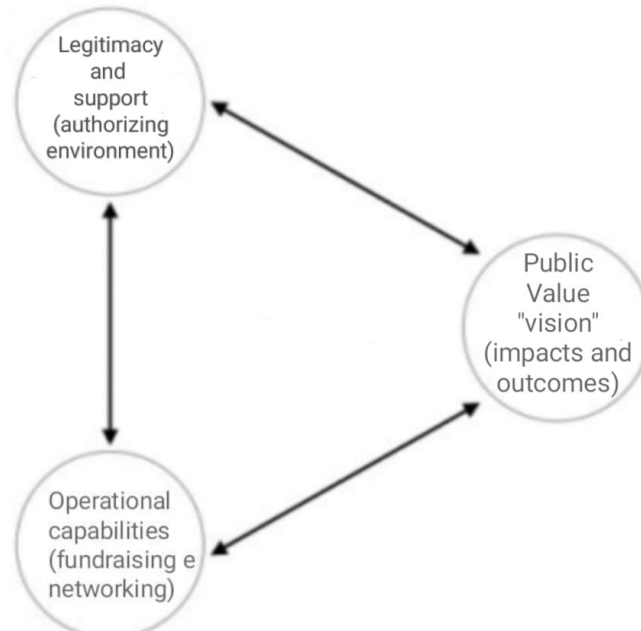 Legitimacy
and
support
(authorizing
environment)
Public
Value
"vision"
(impacts and
outcomes)
Operational
capabilities
(fundraising e
networking)